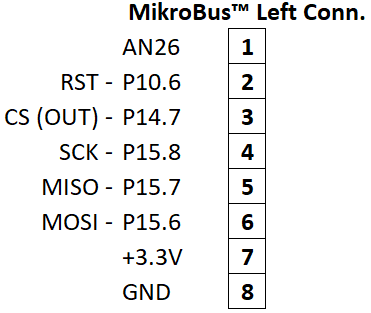 MikroBus™ Left Conn.
AN26 1
RST - P10.6 2
CS (OUT) - P14.7 3
SCK - P15.8 4
MISO - P15.7 5
MOSI - P15.6 6
+3.3V 7
GND 8